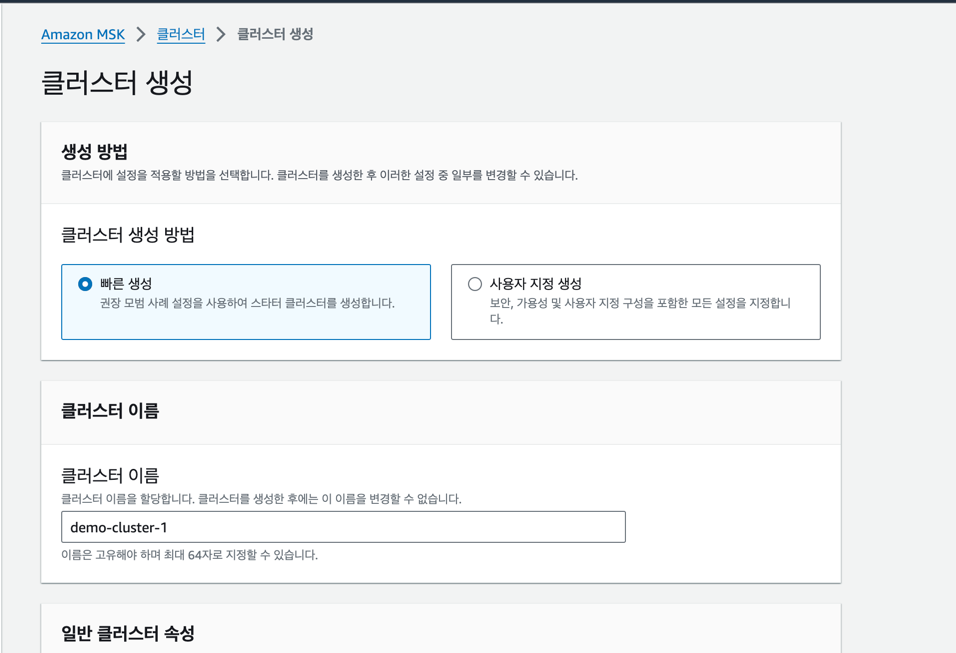 Amazon MSK > 클러스터 > 클러스터 생성
클러스터 생성
생성 방법
클러스터에 설정을 적용할 방법을 선택합니다. 클러스터를 생성한 후 이러한 설정 중 일부를 변경할 수 있습니다.
클러스터 생성 방법
빠른 생성
권장 모범 사례 설정을 사용하여 스타터 클러스터를 생성합니다.
사용자 지정 생성
보안, 가용성 및 사용자 지정 구성을 포함한 모든 설정을 지정합니
다.
클러스터 이름
클러스터 이름
클러스터 이름을 할당합니다. 클러스터를 생성한 후에는 이 이름을 변경할 수 없습니다.
demo-cluster-1
이름은 고유해야 하며 최대 64자로 지정할 수 있습니다.
일반 클러스터 속성